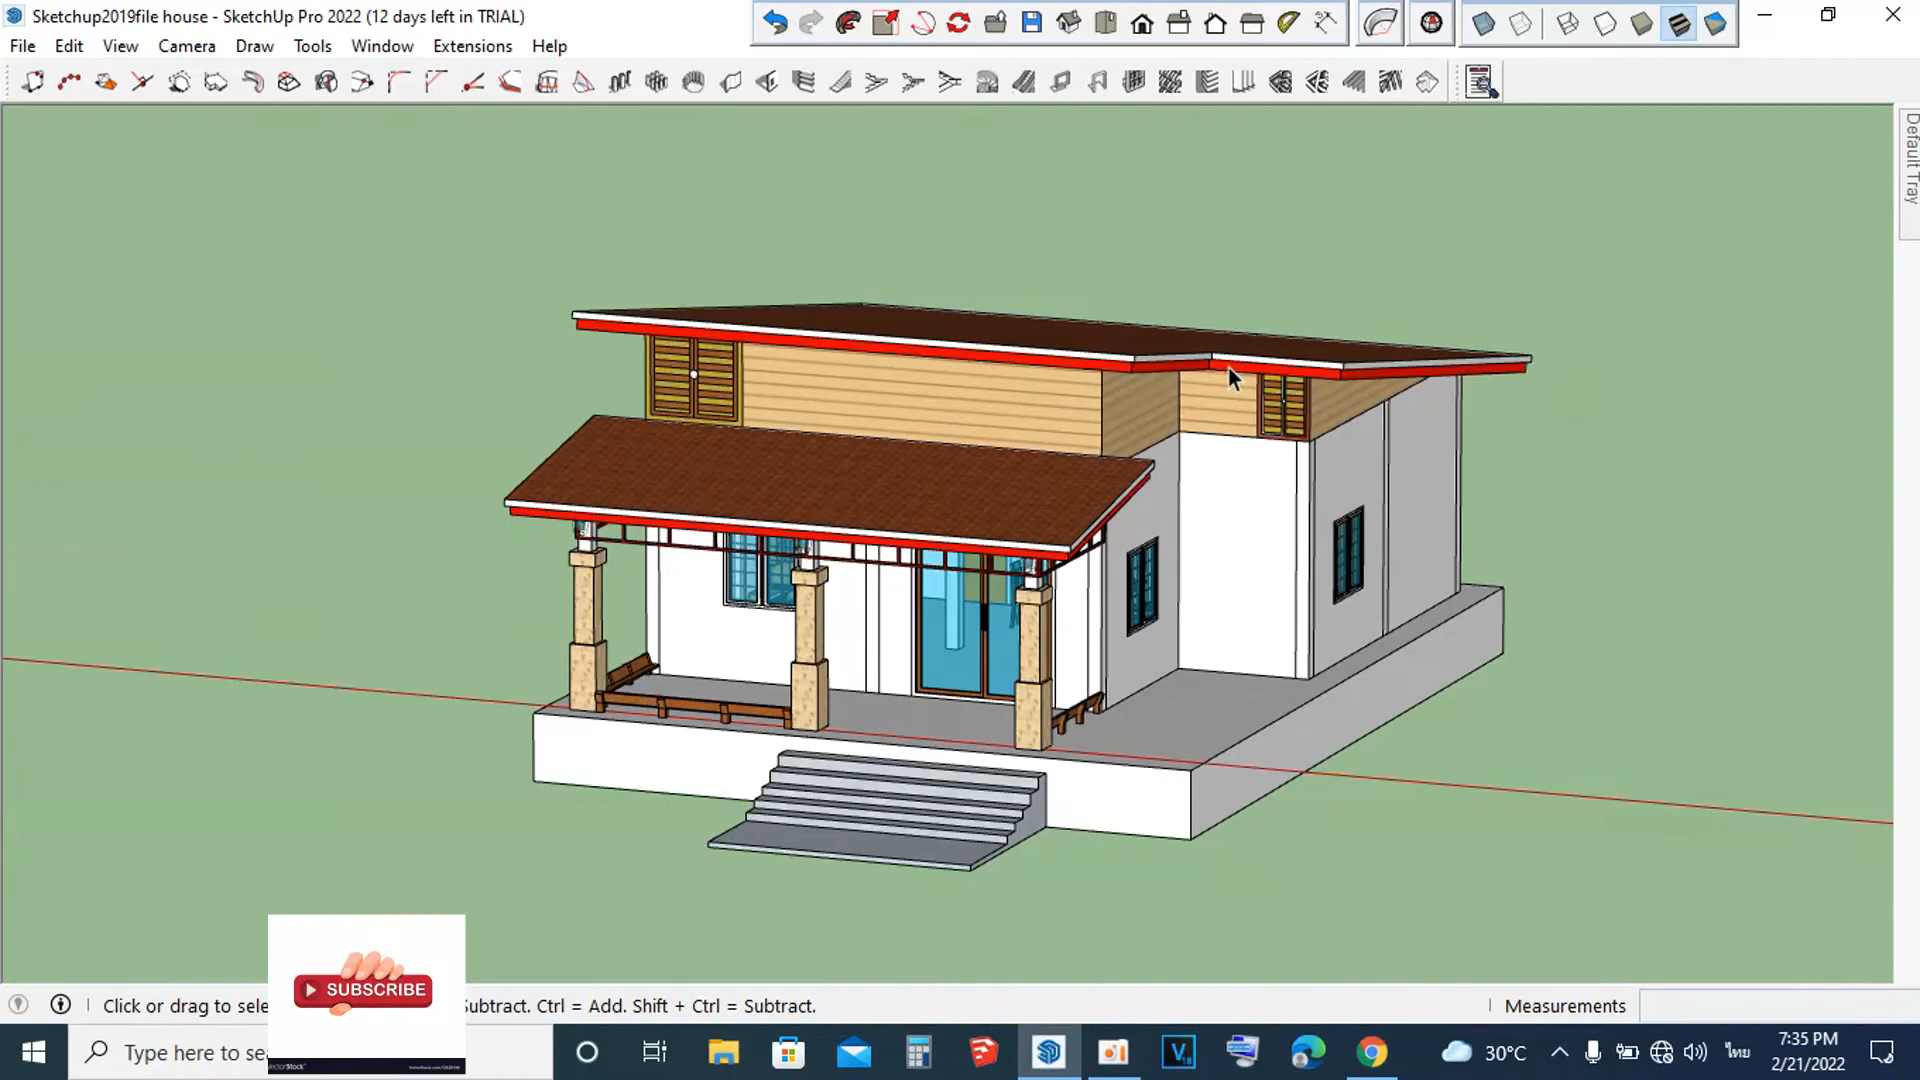 Sketchup2019file house - SketchUp Pro 2022 (12 days left in TRIAL)
File Edit View Camera Draw Tools Window Extensions Help
Default Tray
SUBSCRIBE
Click or drag to sele
Subtract. Ctrl = Add. Shift + Ctrl = Subtract.
Measurements
Type here to sea
30°C
ไทย
7:35 PM
2/21/2022